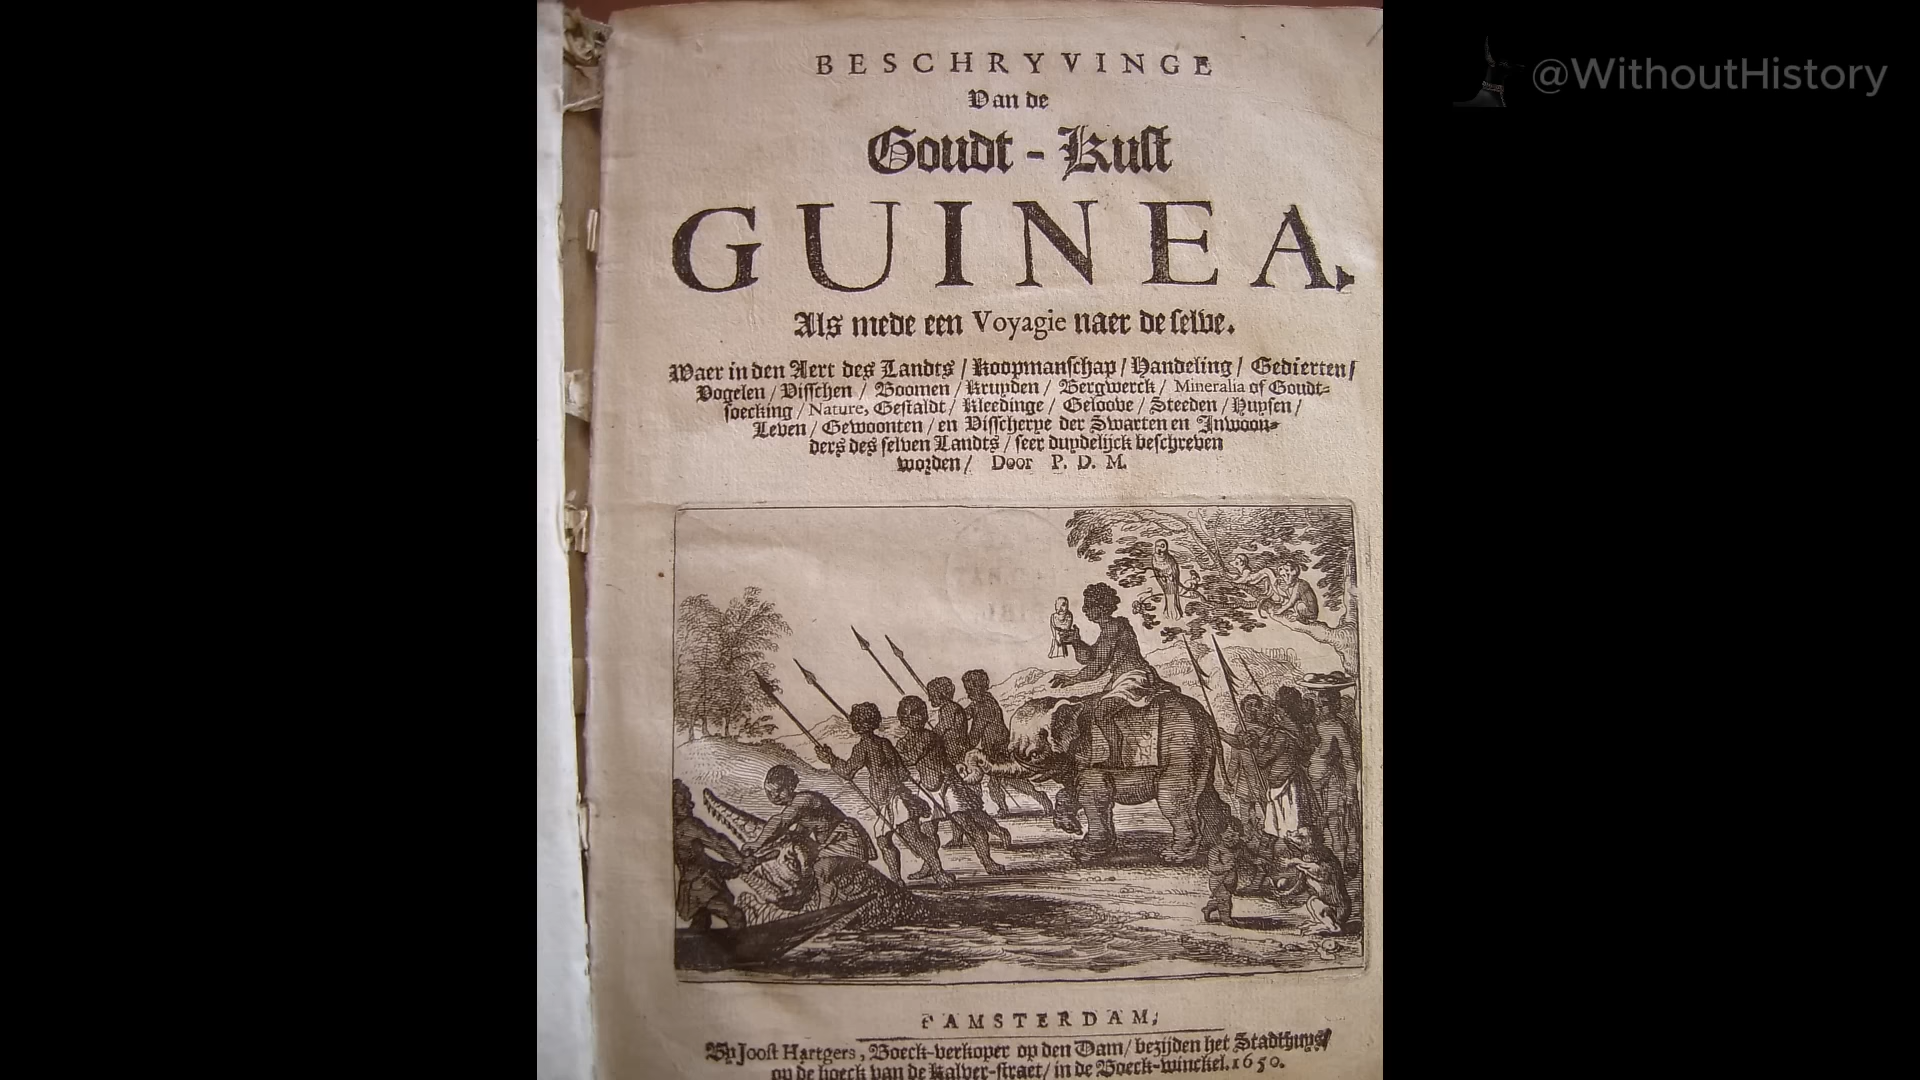 BESCHRYVINGE
Van de
Goudt-Kust
GUINEA,
Als mede een Voyagie naer de selve.
Waer in den Aert des Landts / Koopmanschap / Handeling / Gedierten /
Vogelen / Visschen / Boomen / Kruyden / Bergwerck / Mineralia of Goudt-
soecking / Nature, Gestaldt / Kleedinge / Geloove / Steeden / Huysen /
Leven / Gewoonten / en Visscherye der Swarten en Inwoon-
ders des selven Landts / seer duydelijck beschreven
worden / Door P. D. M.
t'AMSTERDAM,
By Joost Hartgers, Boeck-verkoper op den Dam / bezijden het Stadthuys /
op de hoeck van de Kalver-straet / in de Boeck-winckel. 1650.
@WithoutHistory